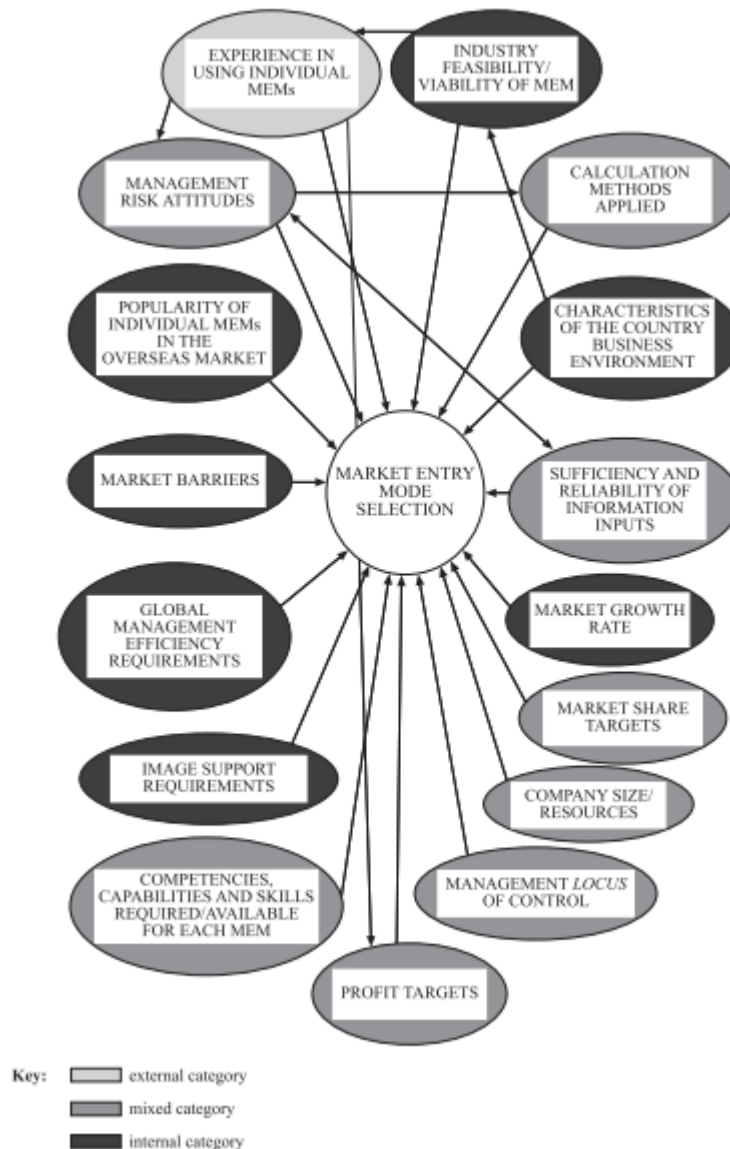 EXPERIENCE IN
USING INDIVIDUAL
MEMs
INDUSTRY
FEASIBILITY/
VIABILITY OF MEM
MANAGEMENT
RISK ATTITUDES
CALCULATION
METHODS
APPLIED
POPULARITY OF
INDIVIDUAL MEMs
IN THE
OVERSEAS MARKET
CHARACTERISTICS
OF THE COUNTRY
BUSINESS
ENVIRONMENT
MARKET BARRIERS
MARKET ENTRY
MODE
SELECTION
SUFFICIENCY AND
RELIABILITY OF
INFORMATION
INPUTS
GLOBAL
MANAGEMENT
EFFICIENCY
REQUIREMENTS
MARKET GROWTH
RATE
MARKET SHARE
TARGETS
IMAGE SUPPORT
REQUIREMENTS
COMPANY SIZE/
RESOURCES
COMPETENCIES,
CAPABILITIES AND SKILLS
REQUIRED/AVAILABLE
FOR EACH MEM
MANAGEMENT LOCUS
OF CONTROL
PROFIT TARGETS
Key:
external category
mixed category
internal category